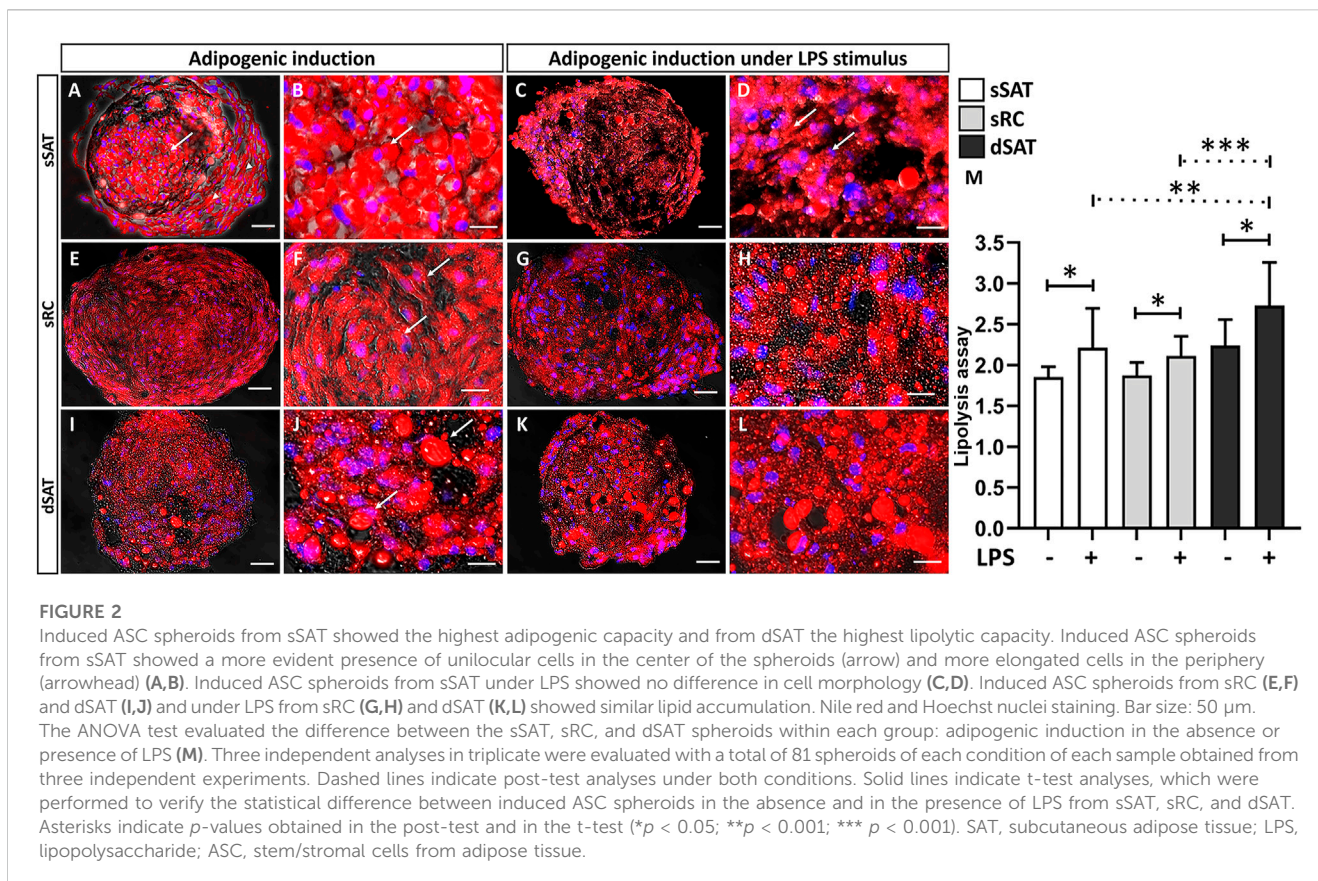 Adipogenic induction
Adipogenic induction under LPS stimulus
sSAT
A
B
C
D
sRC
E
F
G
H
dSAT
I
J
K
L
sSAT
sRC
dSAT
M
***
**
*
*
*
Lipolysis assay
3.5
3.0
2.5
2.0
1.5
1.0
0.5
0.0
LPS - + - + - +
FIGURE 2
Induced ASC spheroids from sSAT showed the highest adipogenic capacity and from dSAT the highest lipolytic capacity. Induced ASC spheroids
from sSAT showed a more evident presence of unilocular cells in the center of the spheroids (arrow) and more elongated cells in the periphery
(arrowhead) (A,B). Induced ASC spheroids from sSAT under LPS showed no difference in cell morphology (C,D). Induced ASC spheroids from sRC (E,F)
and dSAT (I,J) and under LPS from sRC (G,H) and dSAT (K,L) showed similar lipid accumulation. Nile red and Hoechst nuclei staining. Bar size: 50 μm.
The ANOVA test evaluated the difference between the sSAT, sRC, and dSAT spheroids within each group: adipogenic induction in the absence or
presence of LPS (M). Three independent analyses in triplicate were evaluated with a total of 81 spheroids of each condition of each sample obtained from
three independent experiments. Dashed lines indicate post-test analyses under both conditions. Solid lines indicate t-test analyses, which were
performed to verify the statistical difference between induced ASC spheroids in the absence and in the presence of LPS from sSAT, sRC, and dSAT.
Asterisks indicate p-values obtained in the post-test and in the t-test (*p < 0.05; **p < 0.001; *** p < 0.001). SAT, subcutaneous adipose tissue; LPS,
lipopolysaccharide; ASC, stem/stromal cells from adipose tissue.